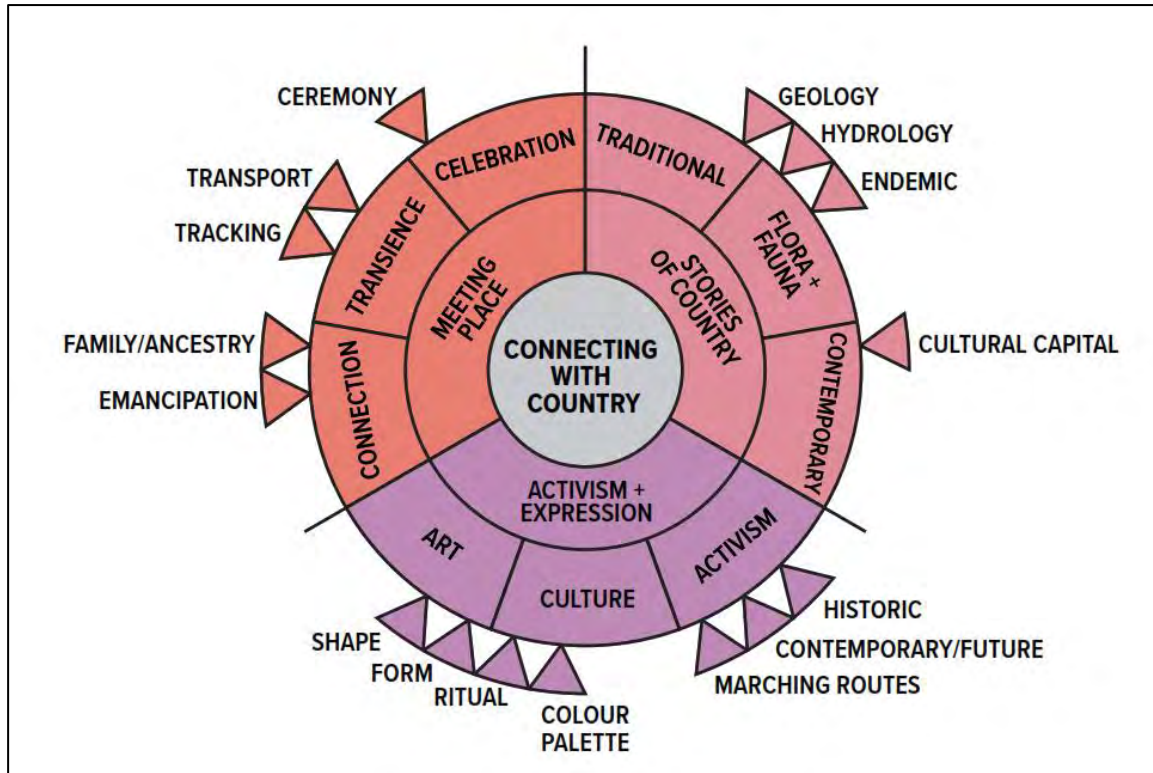 CONNECTING
WITH
COUNTRY
MEETING
PLACE
STORIES
OF COUNTRY
ACTIVISM +
EXPRESSION
CELEBRATION
TRANSIENCE
CONNECTION
TRADITIONAL
FLORA +
FAUNA
CONTEMPORARY
ART
CULTURE
ACTIVISM
CEREMONY
TRANSPORT
TRACKING
FAMILY/ANCESTRY
EMANCIPATION
GEOLOGY
HYDROLOGY
ENDEMIC
CULTURAL CAPITAL
SHAPE
FORM
RITUAL
COLOUR
PALETTE
HISTORIC
CONTEMPORARY/FUTURE
MARCHING ROUTES